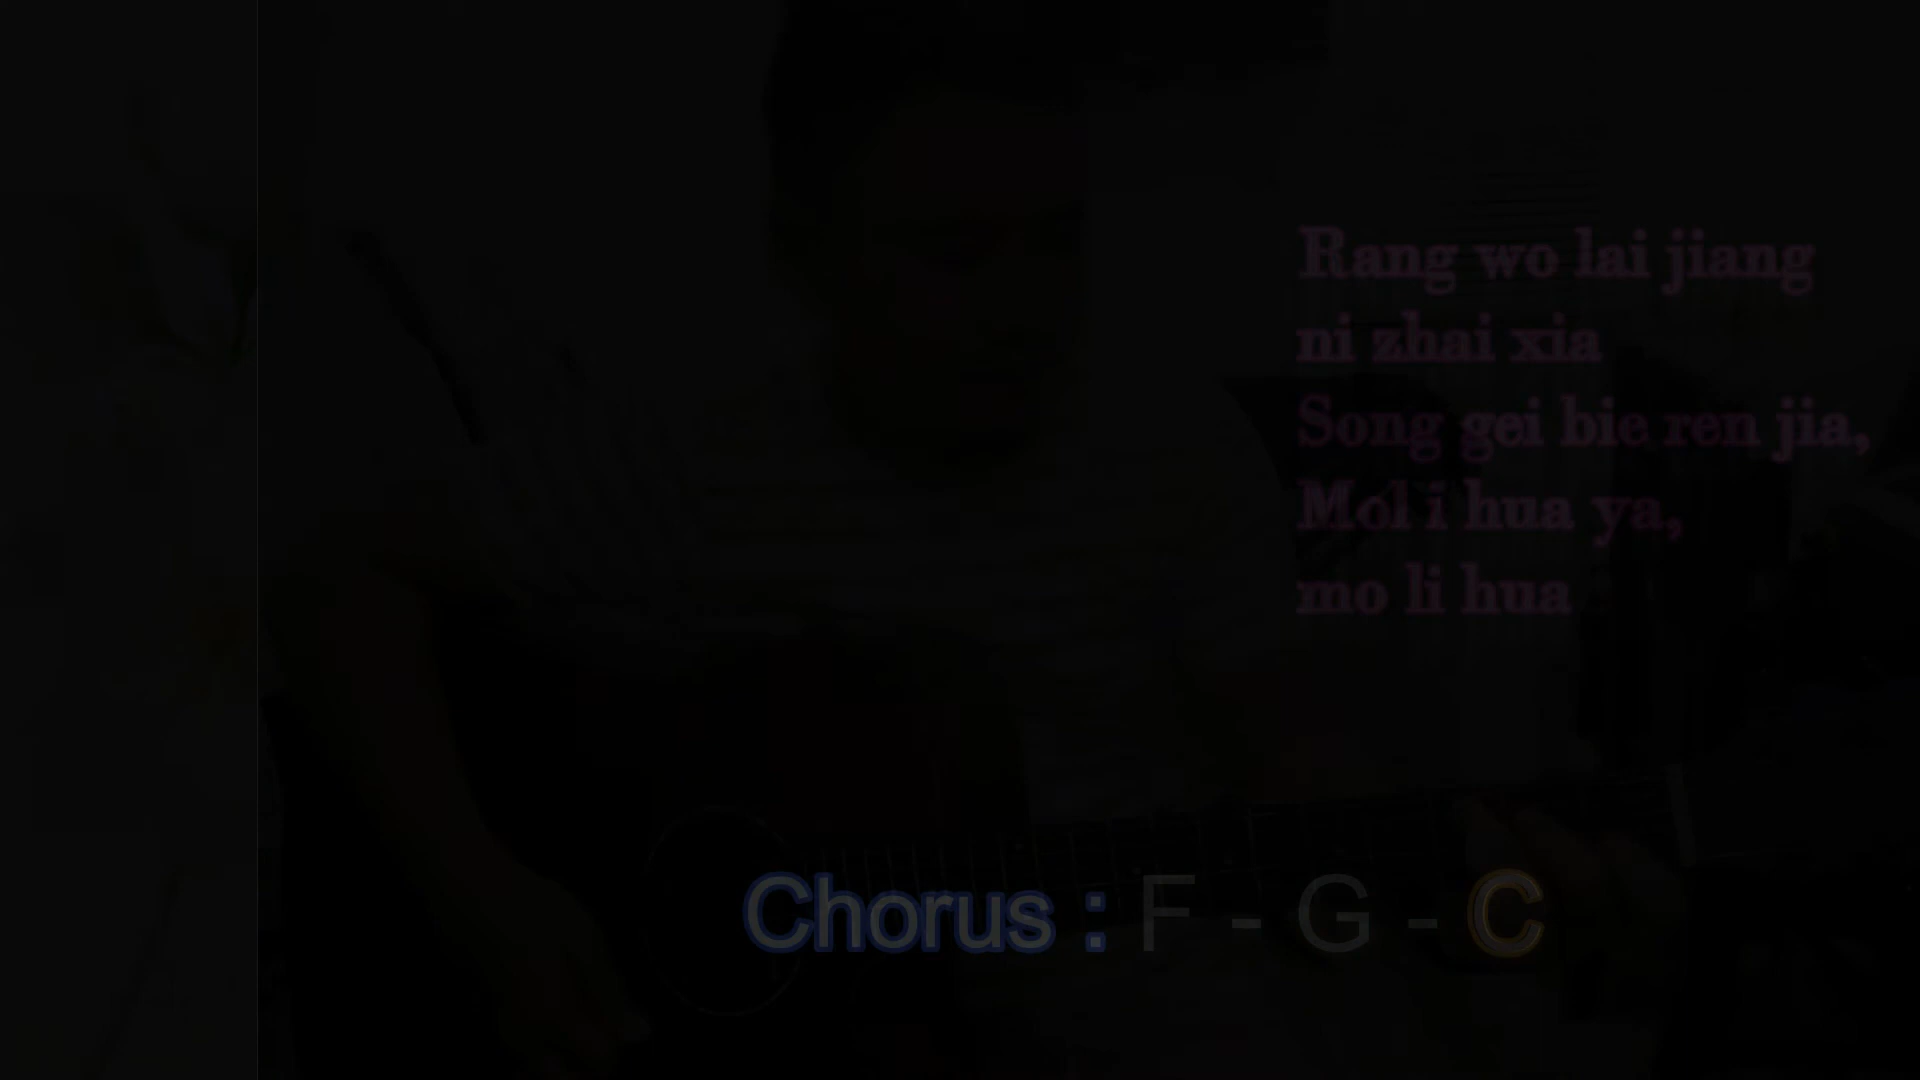 Rang wo lai jiang
ni zhai xia
Song gei bie ren jia,
Mol i hua ya,
mo li hua
Chorus : F - G - C